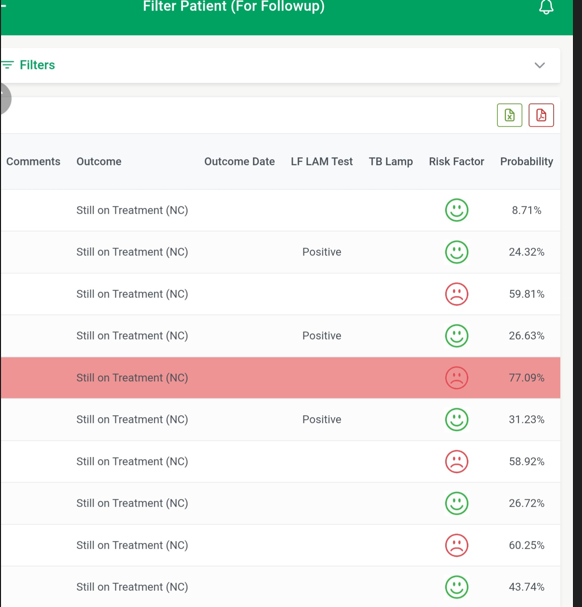 Filter Patient (For Followup)
Filters
Comments Outcome Outcome Date LF LAM Test TB Lamp Risk Factor Probability
Still on Treatment (NC) 8.71%
Still on Treatment (NC) Positive 24.32%
Still on Treatment (NC) 59.81%
Still on Treatment (NC) Positive 26.63%
Still on Treatment (NC) 77.09%
Still on Treatment (NC) Positive 31.23%
Still on Treatment (NC) 58.92%
Still on Treatment (NC) 26.72%
Still on Treatment (NC) 60.25%
Still on Treatment (NC) 43.74%